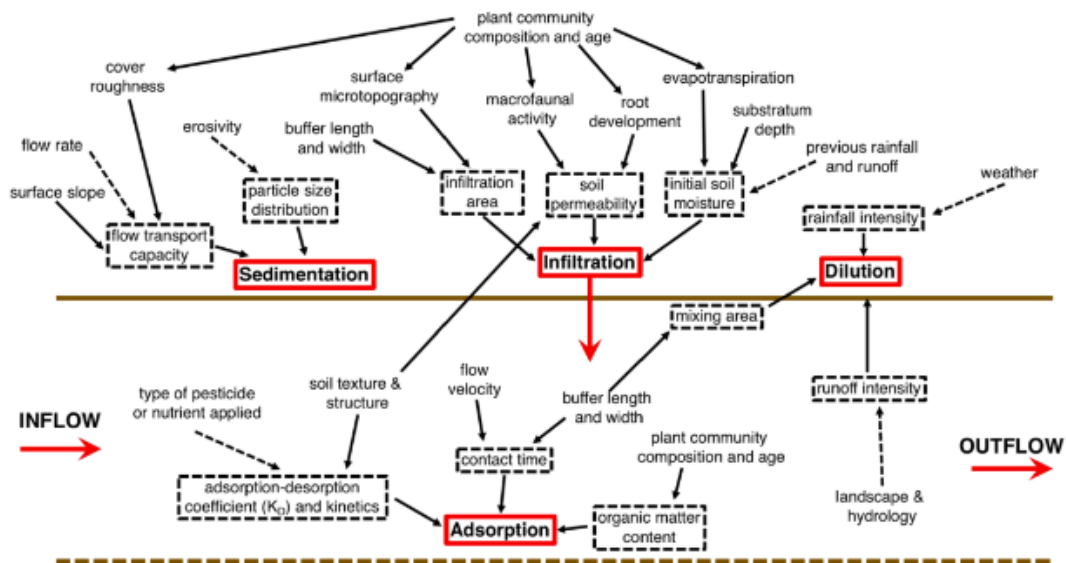 plant community
composition and age
cover
roughness
surface
microtopography
evapotranspiration
macrofaunal
activity
root
development
substratum
depth
erosivity
buffer length
and width
flow rate
previous rainfall
and runoff
weather
surface slope
particle size
distribution
infiltration
area
soil
permeability
initial soil
moisture
rainfall intensity
flow transport
capacity
Sedimentation
Infiltration
Dilution
mixing area
type of pesticide
or nutrient applied
soil texture &
structure
flow
velocity
buffer length
and width
runoff intensity
INFLOW
plant community
composition and age
OUTFLOW
contact time
adsorption-desorption
coefficient (K_D) and kinetics
landscape &
hydrology
Adsorption
organic matter
content